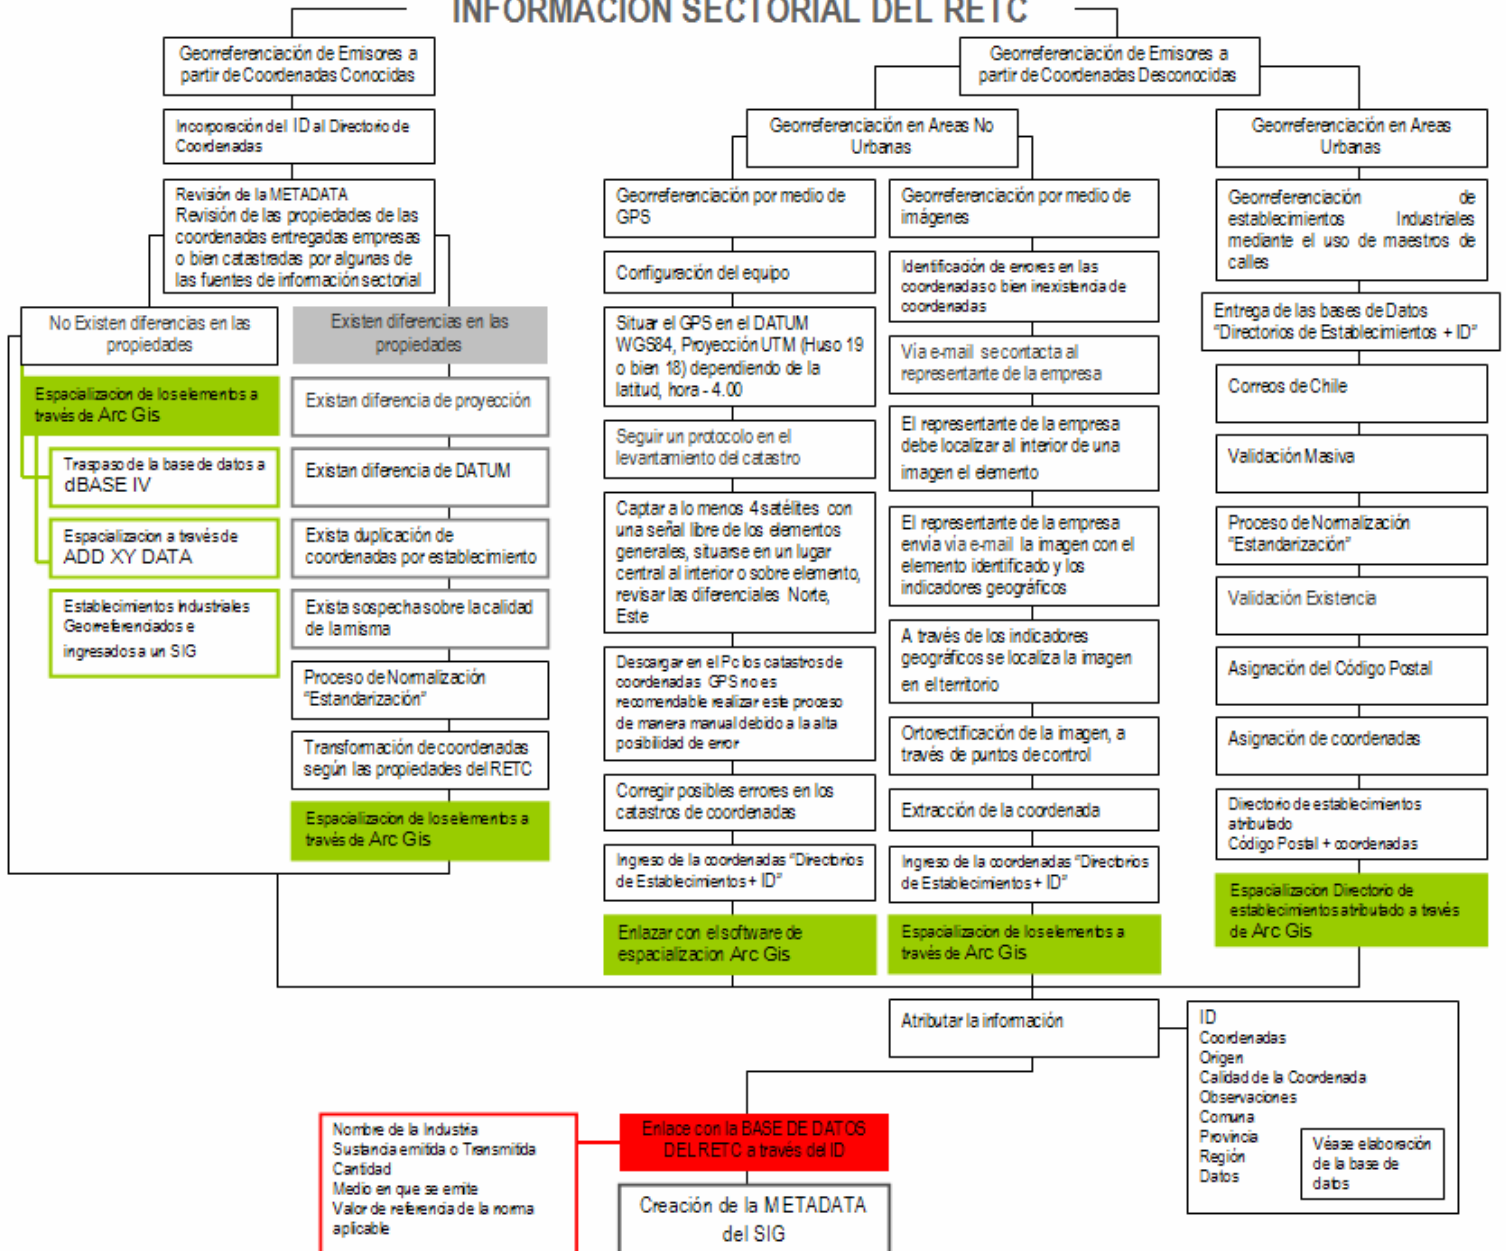 INFORMACION SECTORIAL DEL RETC
Georreferenciación de Emisores a
partir de Coordenadas Conocidas
Incorporación del ID al Directorio de
Coordenadas
Revisión de la METADATA
Revisión de las propiedades de las
coordenadas entregadas empresas
o bien catastradas por algunas de
las fuentes de información sectorial
No Existen diferencias en las
propiedades
Espacializacion de los elementos a
través de Arc Gis
Traspaso de la base de datos a
dBASE IV
Espacializacion a través de
ADD XY DATA
Establecimientos Industriales
Georreferenciados e
ingresados a un SIG
Existen diferencias en las
propiedades
Existan diferencia de proyección
Existan diferencia de DATUM
Exista duplicación de
coordenadas por establecimiento
Exista sospecha sobre la calidad
de la misma
Proceso de Normalización
"Estandarización"
Transformación de coordenadas
según las propiedades del RETC
Espacialización de los elementos a
través de Arc Gis
Georreferenciación de Emisores a
partir de Coordenadas Desconocidas
Georreferenciación en Areas No
Urbanas
Georreferenciación por medio de
GPS
Configuración del equipo
Situar el GPS en el DATUM
WGS84, Proyección UTM (Huso 19
o bien 18) dependiendo de la
latitud, hora - 4.00
Seguir un protocolo en el
levantamiento del catastro
Captar a lo menos 4 satélites con
una señal libre de los elementos
generales, situarse en un lugar
central al interior o sobre elemento,
revisar las diferenciales Norte,
Este
Descargar en el Pc los catastros de
coordenadas GPS no es
recomendable realizar este proceso
de manera manual debido a la alta
posibilidad de error
Corregir posibles errores en los
catastros de coordenadas
Ingreso de la coordenadas "Directorios
de Establecimientos + ID"
Enlazar con el software de
espacializacion Arc Gis
Georreferenciación por medio de
imágenes
Identificación de errores en las
coordenadas o bien inexistencia de
coordenadas
Vía e-mail se contacta al
representante de la empresa
El representante de la empresa
debe localizar al interior de una
imagen el elemento
El representante de la empresa
envía vía e-mail la imagen con el
elemento identificado y los
indicadores geográficos
A través de los indicadores
geográficos se localiza la imagen
en el territorio
Ortorectificación de la imagen, a
través de puntos de control
Extracción de la coordenada
Ingreso de la coordenadas "Directorios
de Establecimientos + ID"
Espacialización de los elementos a
través de Arc Gis
Georreferenciación en Areas
Urbanas
Georreferenciación de
establecimientos Industriales
mediante el uso de maestros de
calles
Entrega de las bases de Datos
"Directorios de Establecimientos + ID"
Correos de Chile
Validación Masiva
Proceso de Normalización
"Estandarización"
Validación Existencia
Asignación del Código Postal
Asignación de coordenadas
Directorio de establecimientos
atributado
Código Postal + coordenadas
Espacializacion Directorio de
establecimientos atributado a través
de Arc Gis
Atributar la información
ID
Coordenadas
Origen
Calidad de la Coordenada
Observaciones
Comuna
Provincia
Región
Datos
Véase elaboración
de la base de
datos
Enlace con la BASE DE DATOS
DEL RETC a través del ID
Nombre de la Industria
Sustancia emitida o Transmitida
Cantidad
Medio en que se emite
Valor de referencia de la norma
aplicable
Creación de la METADATA
del SIG